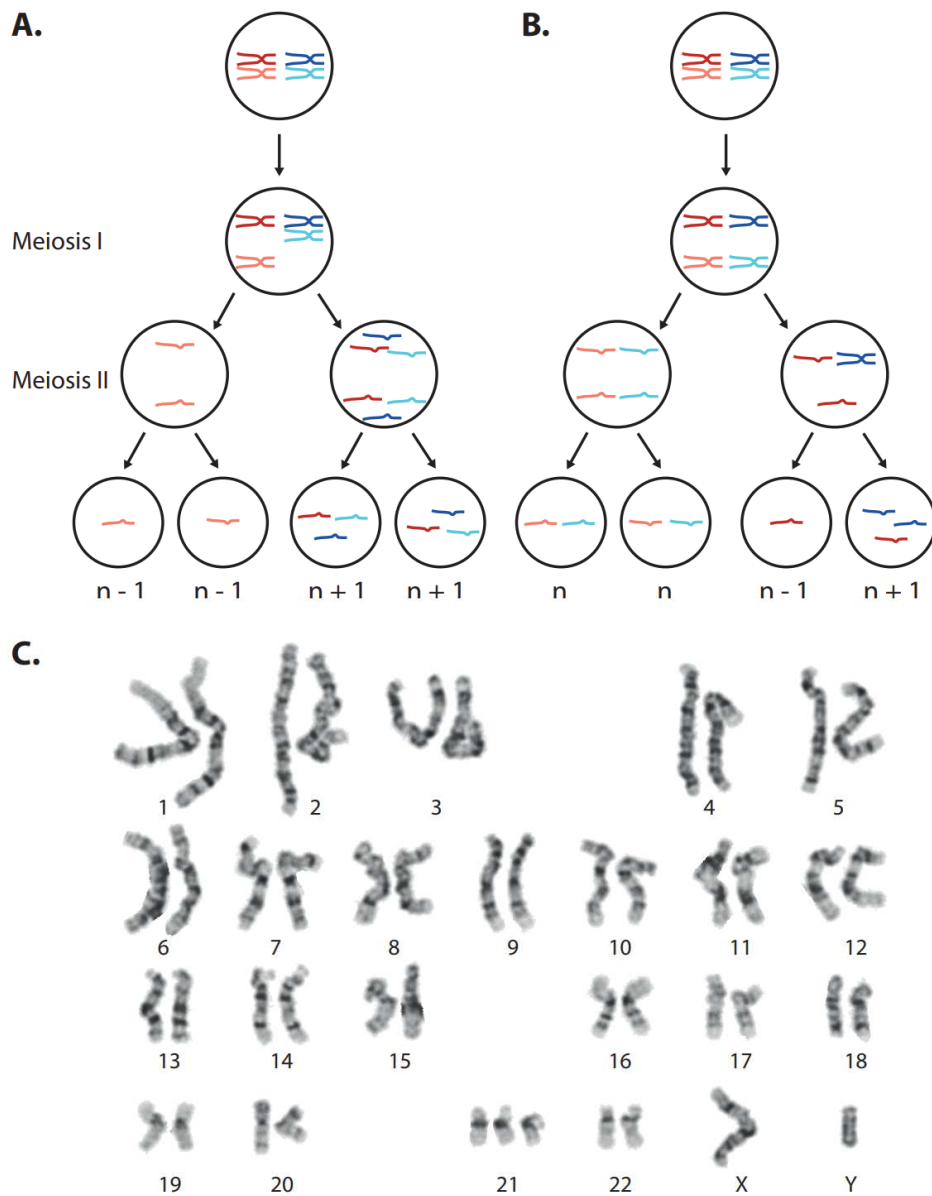 A. B.
Meiosis I
Meiosis II
n - 1 n - 1 n + 1 n + 1 n n n - 1 n + 1
C.
1 2 3 4 5
6 7 8 9 10 11 12
13 14 15 16 17 18
19 20 21 22 X Y